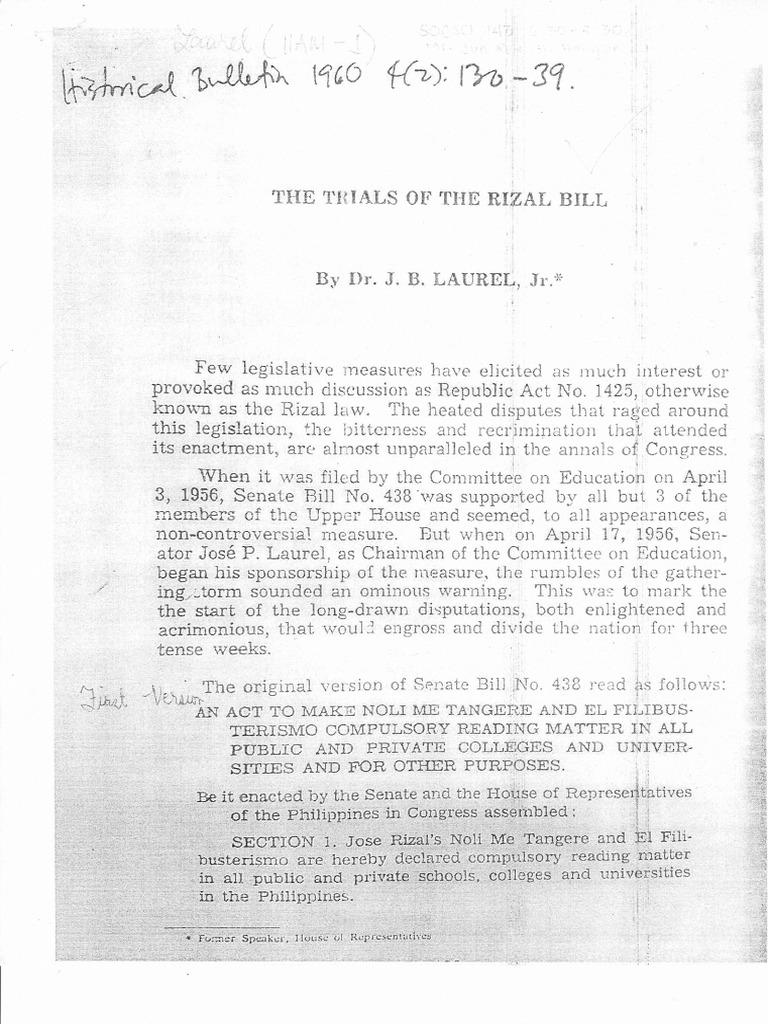 Laurel (
Historical Bulletin 1960 4(2): 130-39.
THE TRIALS OF THE RIZAL BILL
By Dr. J. B. LAUREL, Jr.*
Few legislative measures have elicited as much interest or
provoked as much discussion as Republic Act No. 1425, otherwise
known as the Rizal law. The heated disputes that raged around
this legislation, the bitterness and recrimination that attended
its enactment, are almost unparalleled in the annals of Congress.
When it was filed by the Committee on Education on April
3, 1956, Senate Bill No. 438 was supported by all but 3 of the
members of the Upper House and seemed, to all appearances, a
non-controversial measure. But when on April 17, 1956, Sen-
ator José P. Laurel, as Chairman of the Committee on Education,
began his sponsorship of the measure, the rumbles of the gather-
ing storm sounded an ominous warning. This was to mark the
the start of the long-drawn disputations, both enlightened and
acrimonious, that would engross and divide the nation for three
tense weeks.
First Version
The original version of Senate Bill No. 438 read as follows:
AN ACT TO MAKE NOLI ME TANGERE AND EL FILIBUS-
TERISMO COMPULSORY READING MATTER IN ALL
PUBLIC AND PRIVATE COLLEGES AND UNIVER-
SITIES AND FOR OTHER PURPOSES.
Be it enacted by the Senate and the House of Representatives
of the Philippines in Congress assembled:
SECTION 1. Jose Rizal's Noli Me Tangere and El Fili-
busterismo are hereby declared compulsory reading matter
in all public and private schools, colleges and universities
in the Philippines.
* Former Speaker, House of Representatives